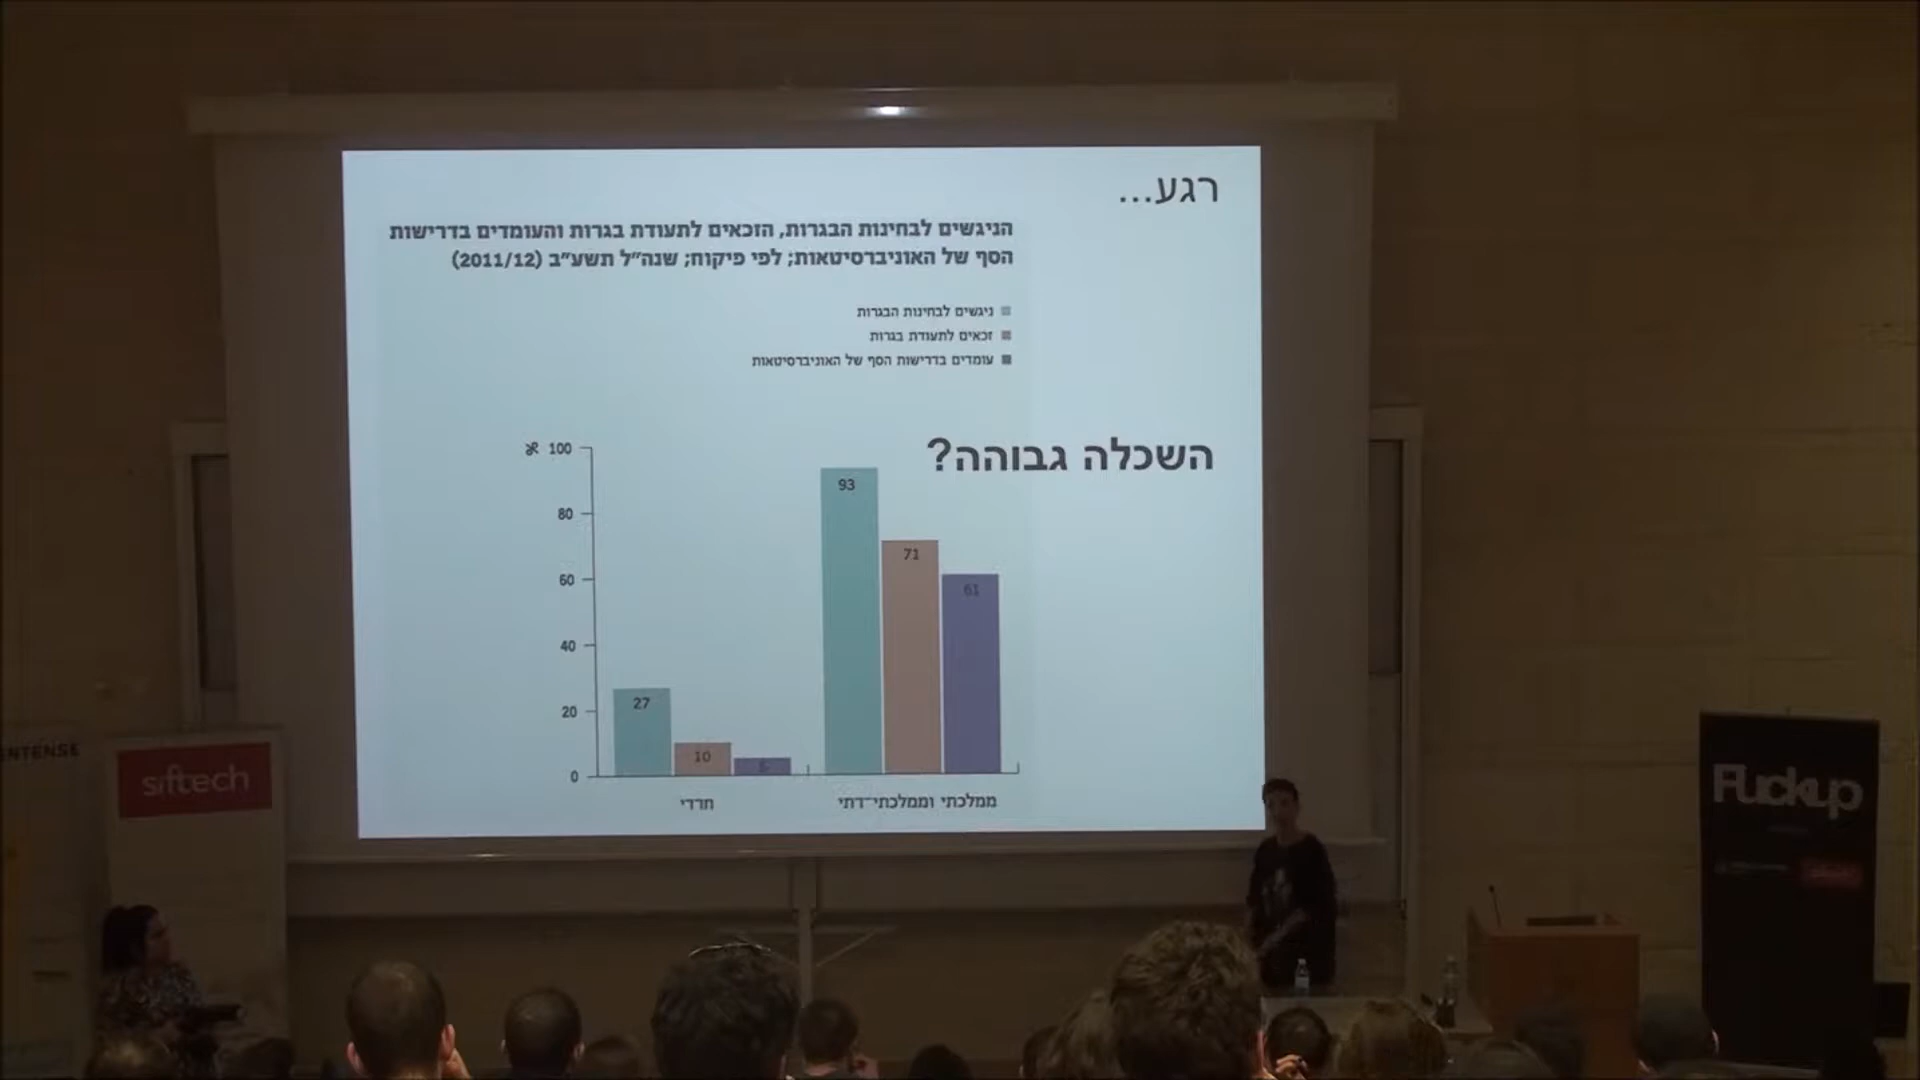 רגע...
הניגשים לבחינות הבגרות, הזכאים לתעודת בגרות והעומדים בדרישות
הסף של האוניברסיטאות; לפי פיקוח; שנה"ל תשע"ב (2011/12)
ניגשים לבחינות הבגרות
זכאים לתעודת בגרות
עומדים בדרישות הסף של האוניברסיטאות
השכלה גבוהה?
% 100
80
60
40
20
0
93
71
61
27
10
5
חרדי
ממלכתי וממלכתי-דתי
ENTENSE
siftech
Fuckup